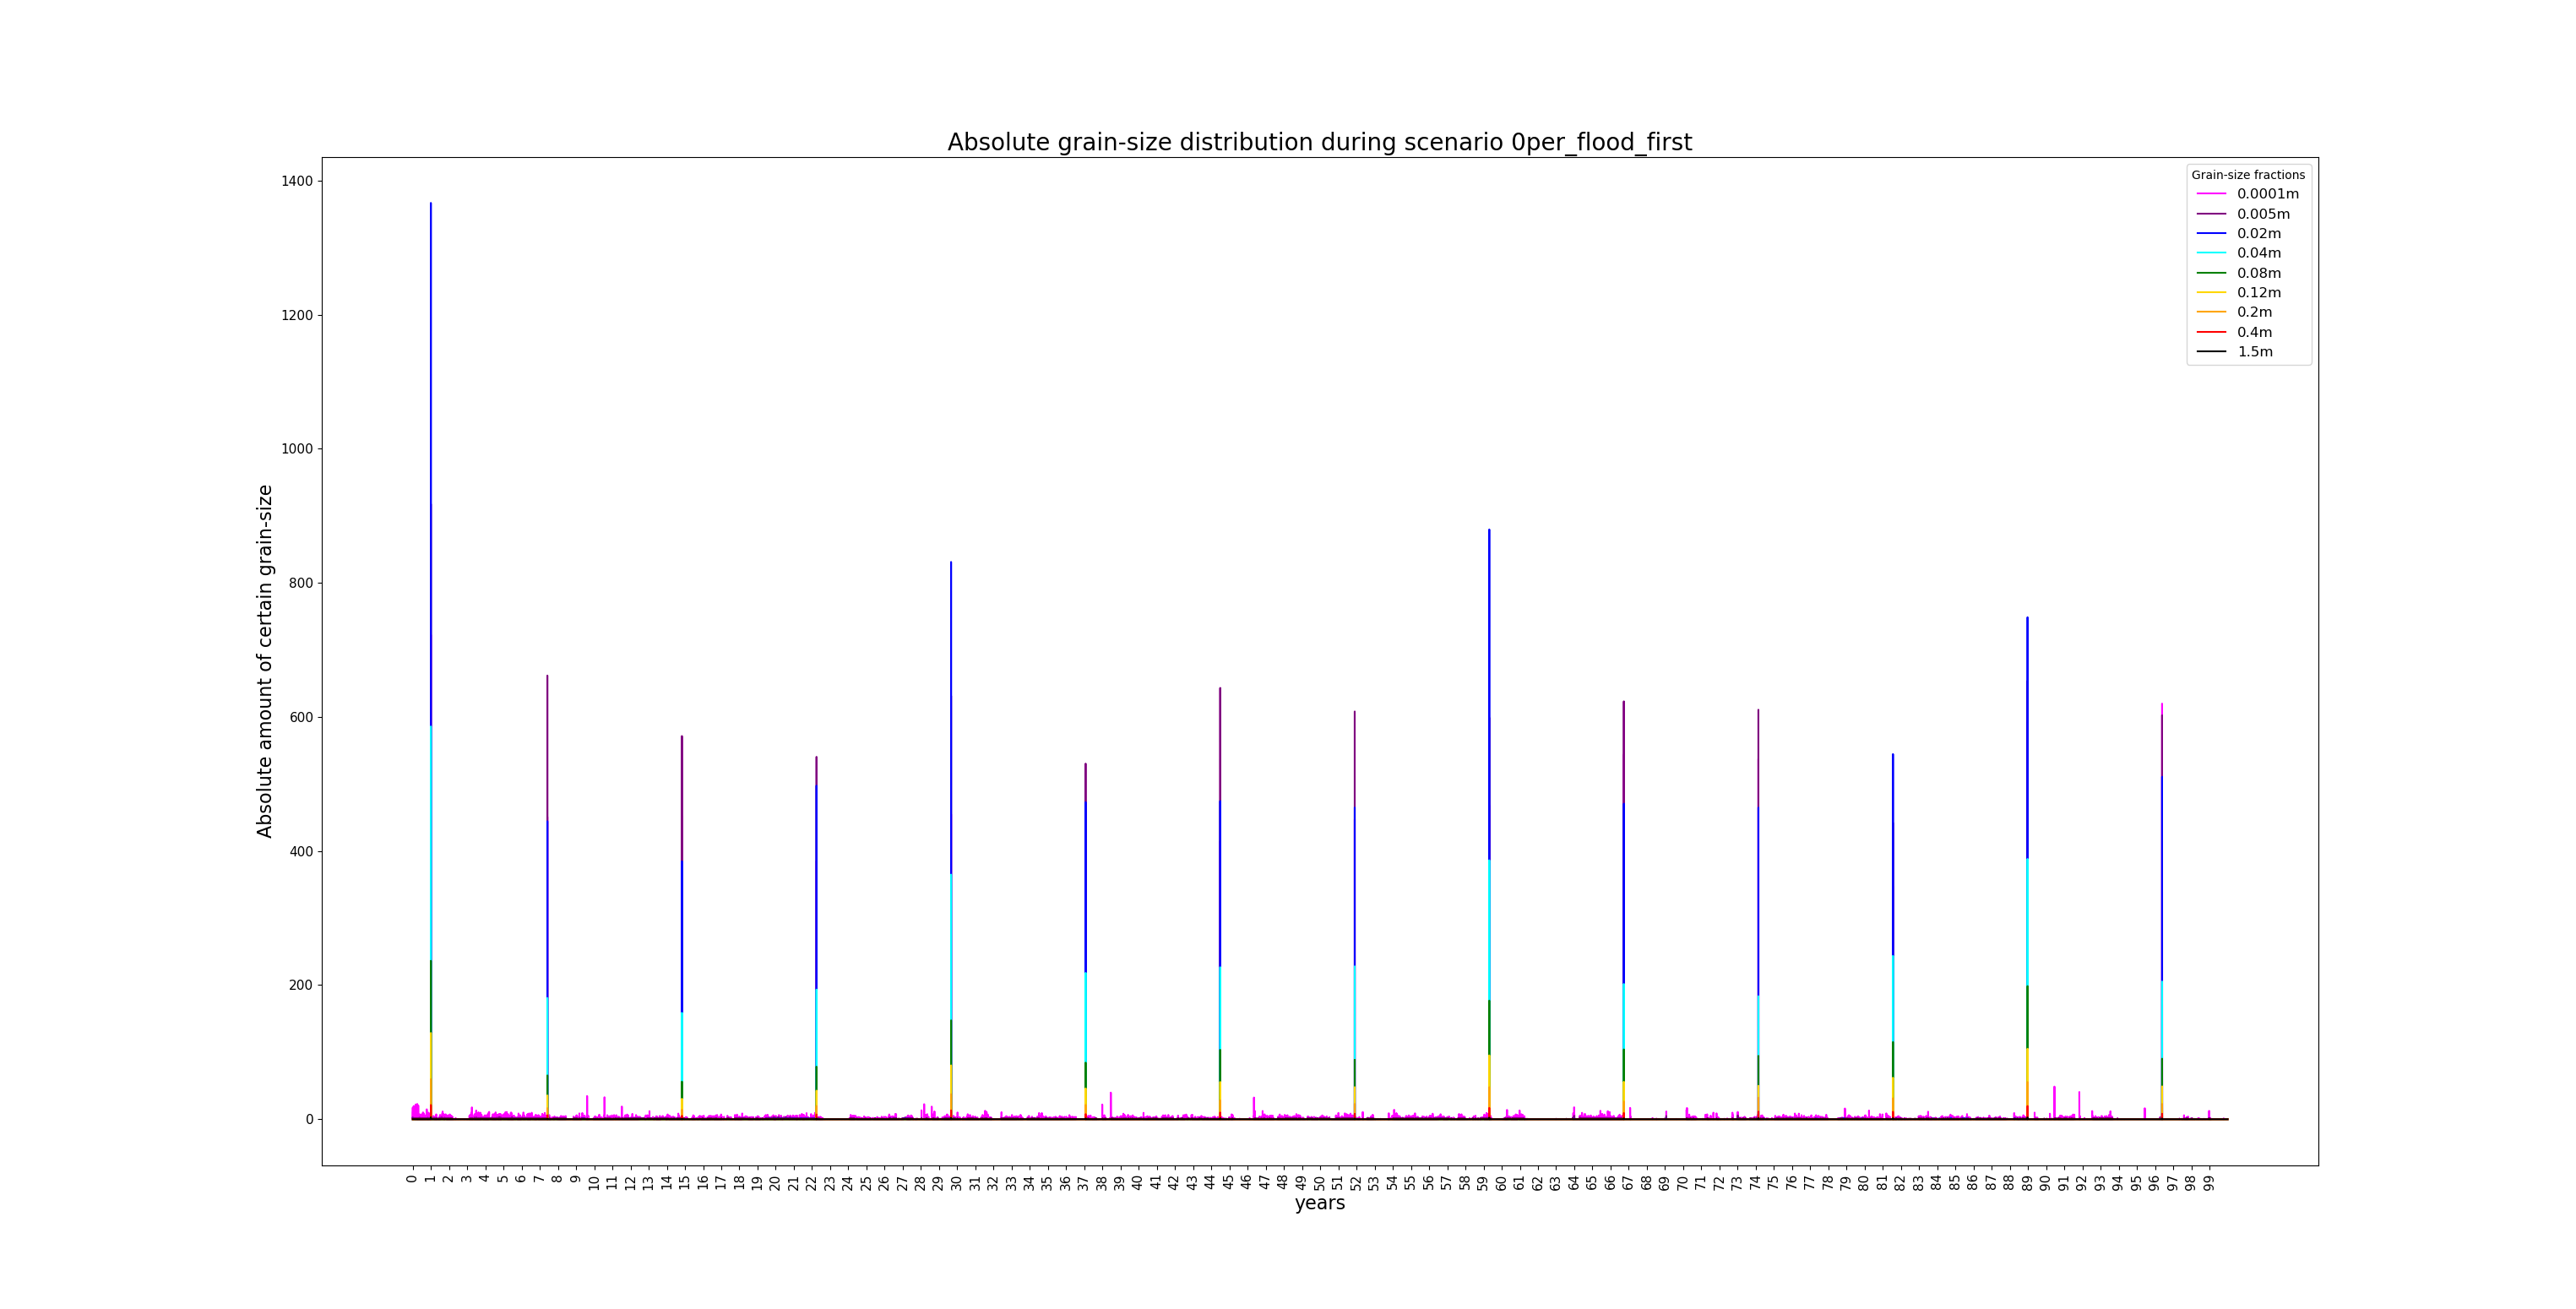 Absolute grain-size distribution during scenario 0per_flood_first
Absolute amount of certain grain-size
1400
1200
1000
800
600
400
200
0
Grain-size fractions
0.0001m
0.005m
0.02m
0.04m
0.08m
0.12m
0.2m
0.4m
1.5m
0 1 2 3 4 5 6 7 8 9 10 11 12 13 14 15 16 17 18 19 20 21 22 23 24 25 26 27 28 29 30 31 32 33 34 35 36 37 38 39 40 41 42 43 44 45 46 47 48 49 50 51 52 53 54 55 56 57 58 59 60 61 62 63 64 65 66 67 68 69 70 71 72 73 74 75 76 77 78 79 80 81 82 83 84 85 86 87 88 89 90 91 92 93 94 95 96 97 98 99
years